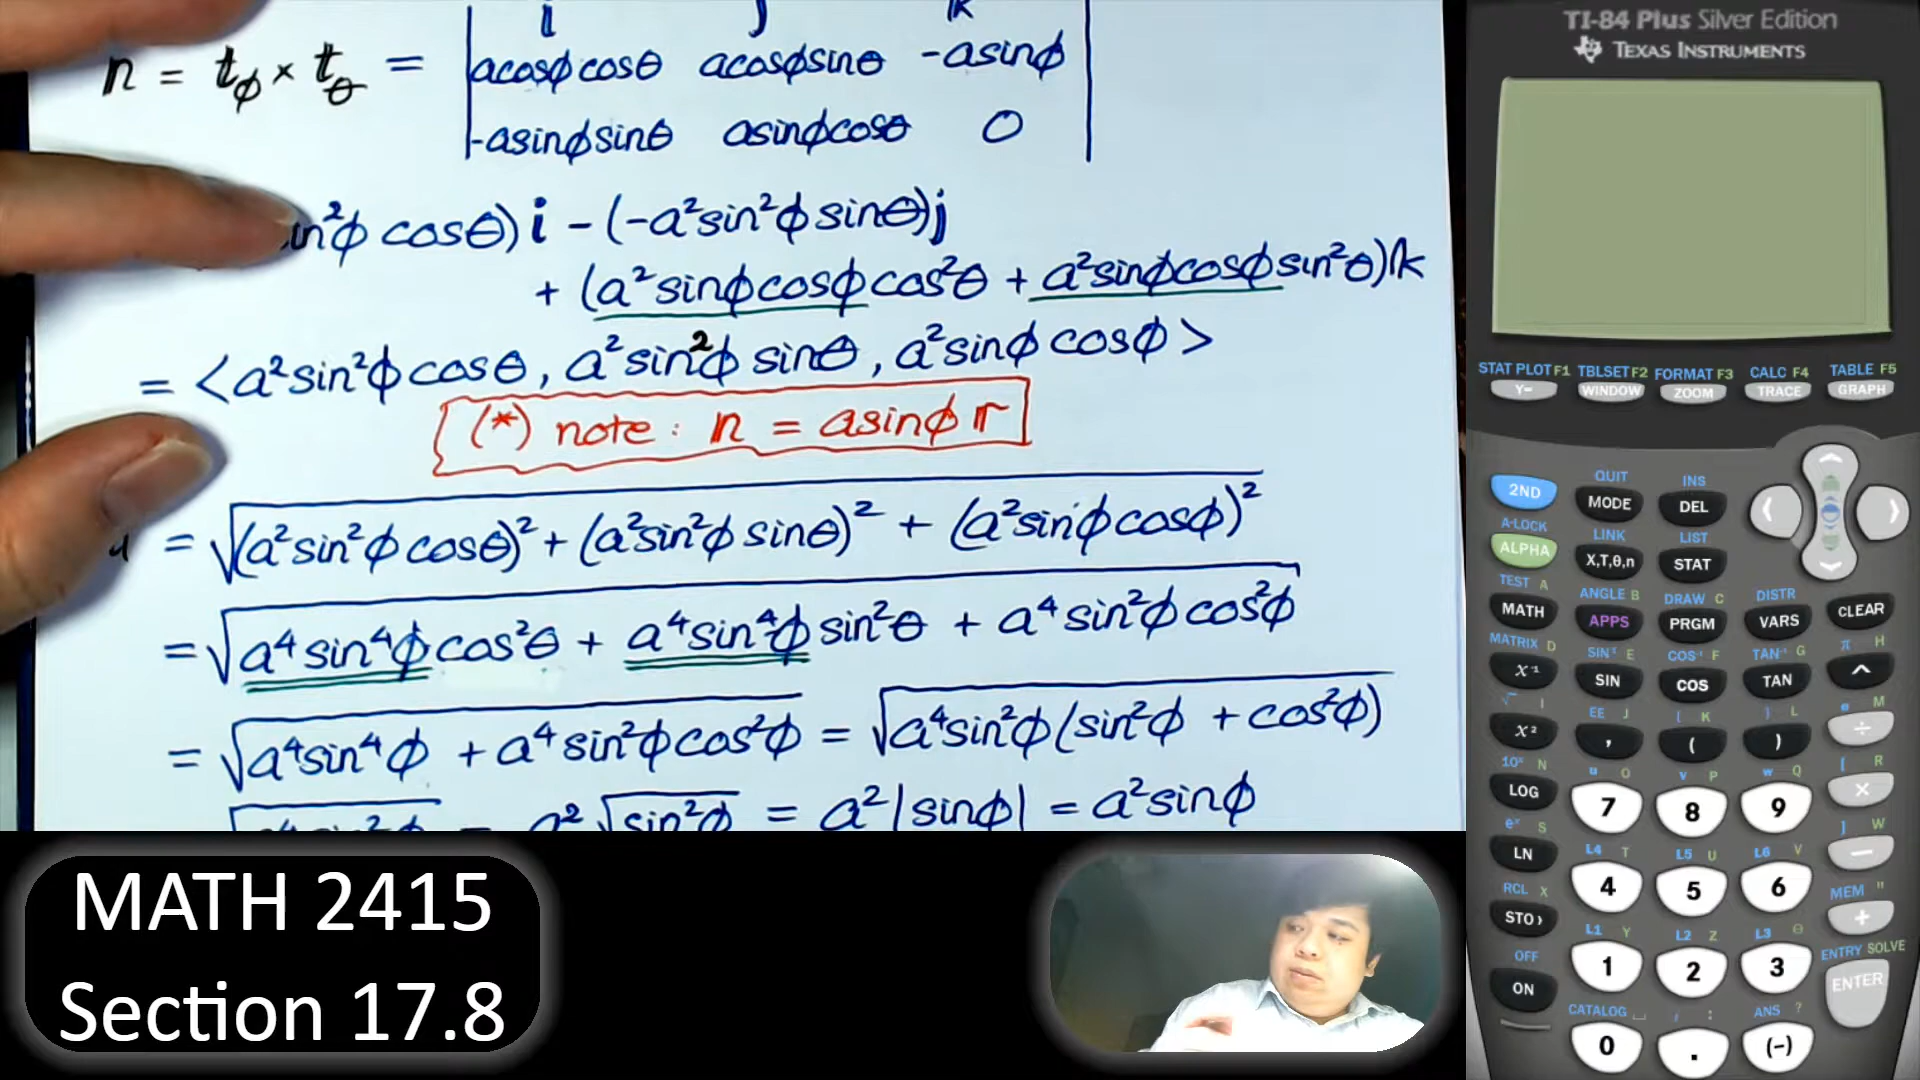 i j k
n = tϕ × tθ = | acosϕcosθ acosϕsinθ -asinϕ |
-asinϕsinθ asinϕcosθ 0
sin²ϕ cosθ) i - (-a²sin²ϕ sinθ)j
+ (a²sinϕcosϕcos²θ + a²sinϕcosϕsin²θ)k
= <a²sin²ϕ cosθ, a²sin²ϕ sinθ, a²sinϕ cosϕ>
(*) note: n = asinϕ r
= √(a²sin²ϕ cosθ)² + (a²sin²ϕ sinθ)² + (a²sinϕcosϕ)²
= √a⁴sin⁴ϕ cos²θ + a⁴sin⁴ϕ sin²θ + a⁴sin²ϕ cos²ϕ
= √a⁴sin⁴ϕ + a⁴sin²ϕcos²ϕ = √a⁴sin²ϕ(sin²ϕ + cos²ϕ)
√a⁴sin²ϕ = a²√sin²ϕ = a²|sinϕ| = a²sinϕ
MATH 2415
Section 17.8
TI-84 Plus Silver Edition
TEXAS INSTRUMENTS
STAT PLOT F1 TBLSET F2 FORMAT F3 CALC F4 TABLE F5
Y= WINDOW ZOOM TRACE GRAPH
QUIT INS
2ND MODE DEL
A-LOCK LINK LIST
ALPHA X,T,θ,n STAT
TEST A ANGLE B DRAW C DISTR
MATH APPS PRGM VARS CLEAR
MATRIX D SIN⁻¹ E COS⁻¹ F TAN⁻¹ G π H
X⁻¹ SIN COS TAN ^
√ I EE J { K } L e M
X² , ( ) ÷
10ˣ N u O v P w Q [ R
LOG 7 8 9 ×
eˣ S L4 T L5 U L6 V ] W
LN 4 5 6 −
RCL X L1 Y L2 Z L3 Θ MEM "
STO› 1 2 3 +
OFF CATALOG ␣ i : ANS ? ENTRY SOLVE
ON 0 . (-) ENTER